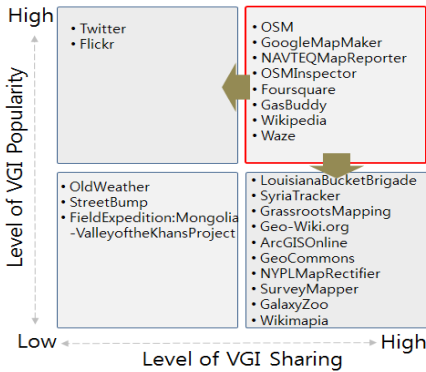 High
• Twitter
• Flickr
• OSM
• GoogleMapMaker
• NAVTEQMapReporter
• OSMInspector
• Foursquare
• GasBuddy
• Wikipedia
• Waze
Level of VGI Popularity
• OldWeather
• StreetBump
• FieldExpedition:Mongolia
-ValleyoftheKhansProject
• LouisianaBucketBrigade
• SyriaTracker
• GrassrootsMapping
• Geo-Wiki.org
• ArcGISOnline
• GeoCommons
• NYPLMapRectifier
• SurveyMapper
• GalaxyZoo
• Wikimapia
Low
High
Level of VGI Sharing